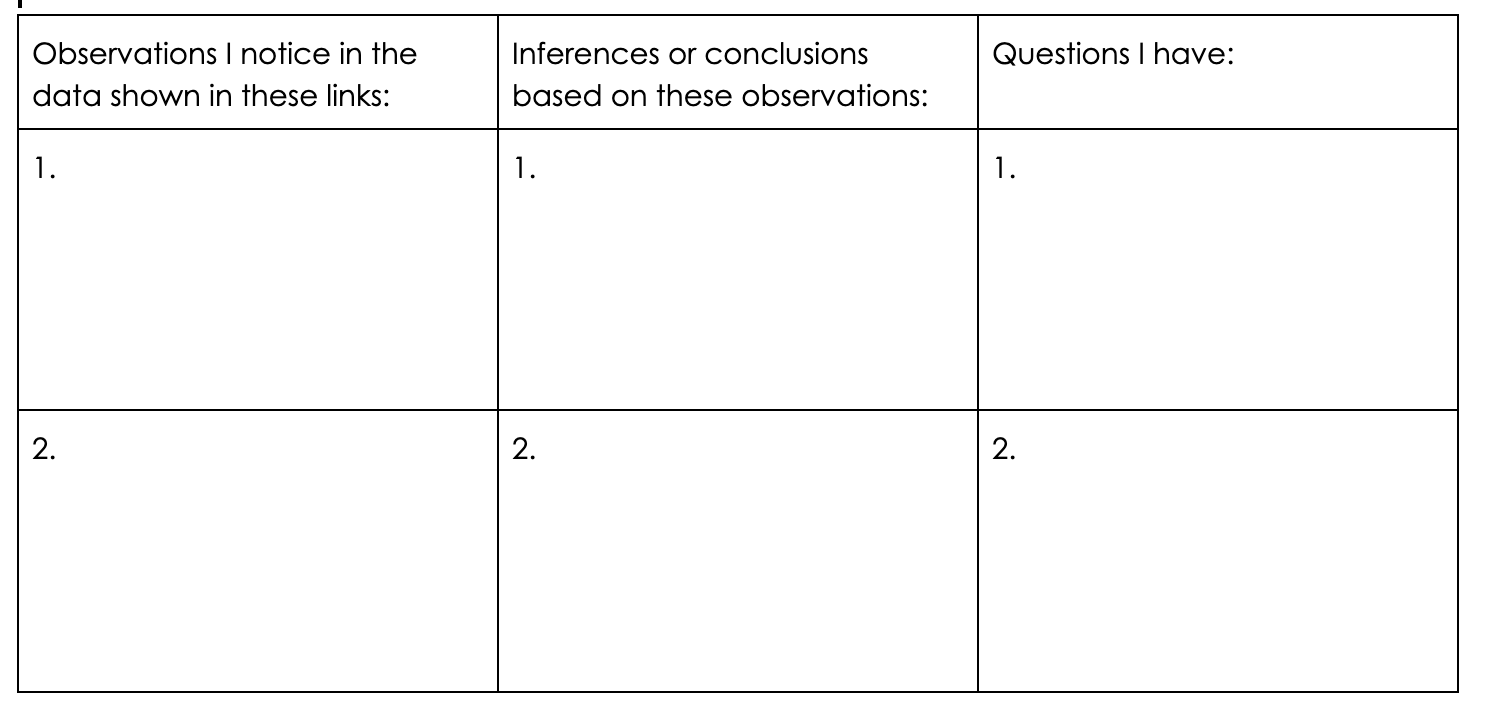 Observations I notice in the
data shown in these links:
Inferences or conclusions
based on these observations:
Questions I have:
1.
1.
1.
2.
2.
2.